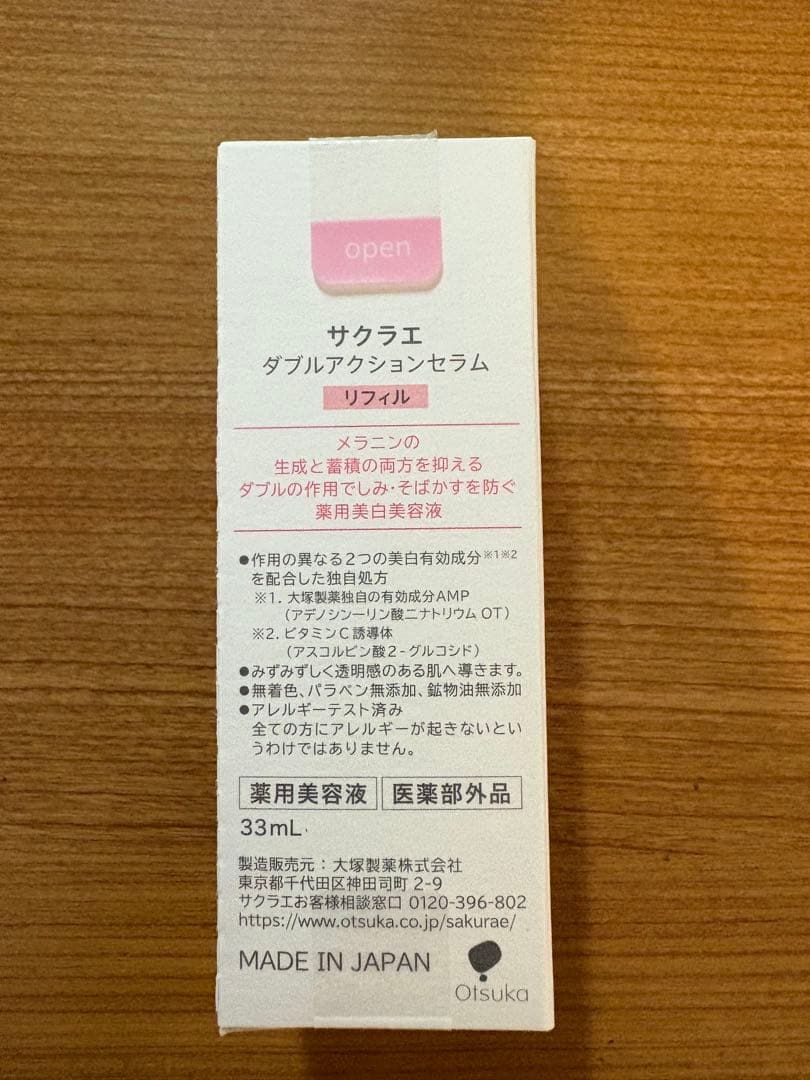 open
サクラエ
ダブルアクションセラム
リフィル
メラニンの
生成と蓄積の両方を抑える
ダブルの作用でしみ・そばかすを防ぐ
薬用美白美容液
●作用の異なる2つの美白有効成分※1※2
を配合した独自処方
※1. 大塚製薬独自の有効成分AMP
（アデノシン一リン酸二ナトリウム OT）
※2. ビタミンC誘導体
（アスコルビン酸2-グルコシド）
●みずみずしく透明感のある肌へ導きます。
●無着色、パラベン無添加、鉱物油無添加
●アレルギーテスト済み
全ての方にアレルギーが起きないとい
うわけではありません。
薬用美容液 医薬部外品
33mL
製造販売元：大塚製薬株式会社
東京都千代田区神田司町 2-9
サクラエお客様相談窓口 0120-396-802
https://www.otsuka.co.jp/sakurae/
MADE IN JAPAN
Otsuka